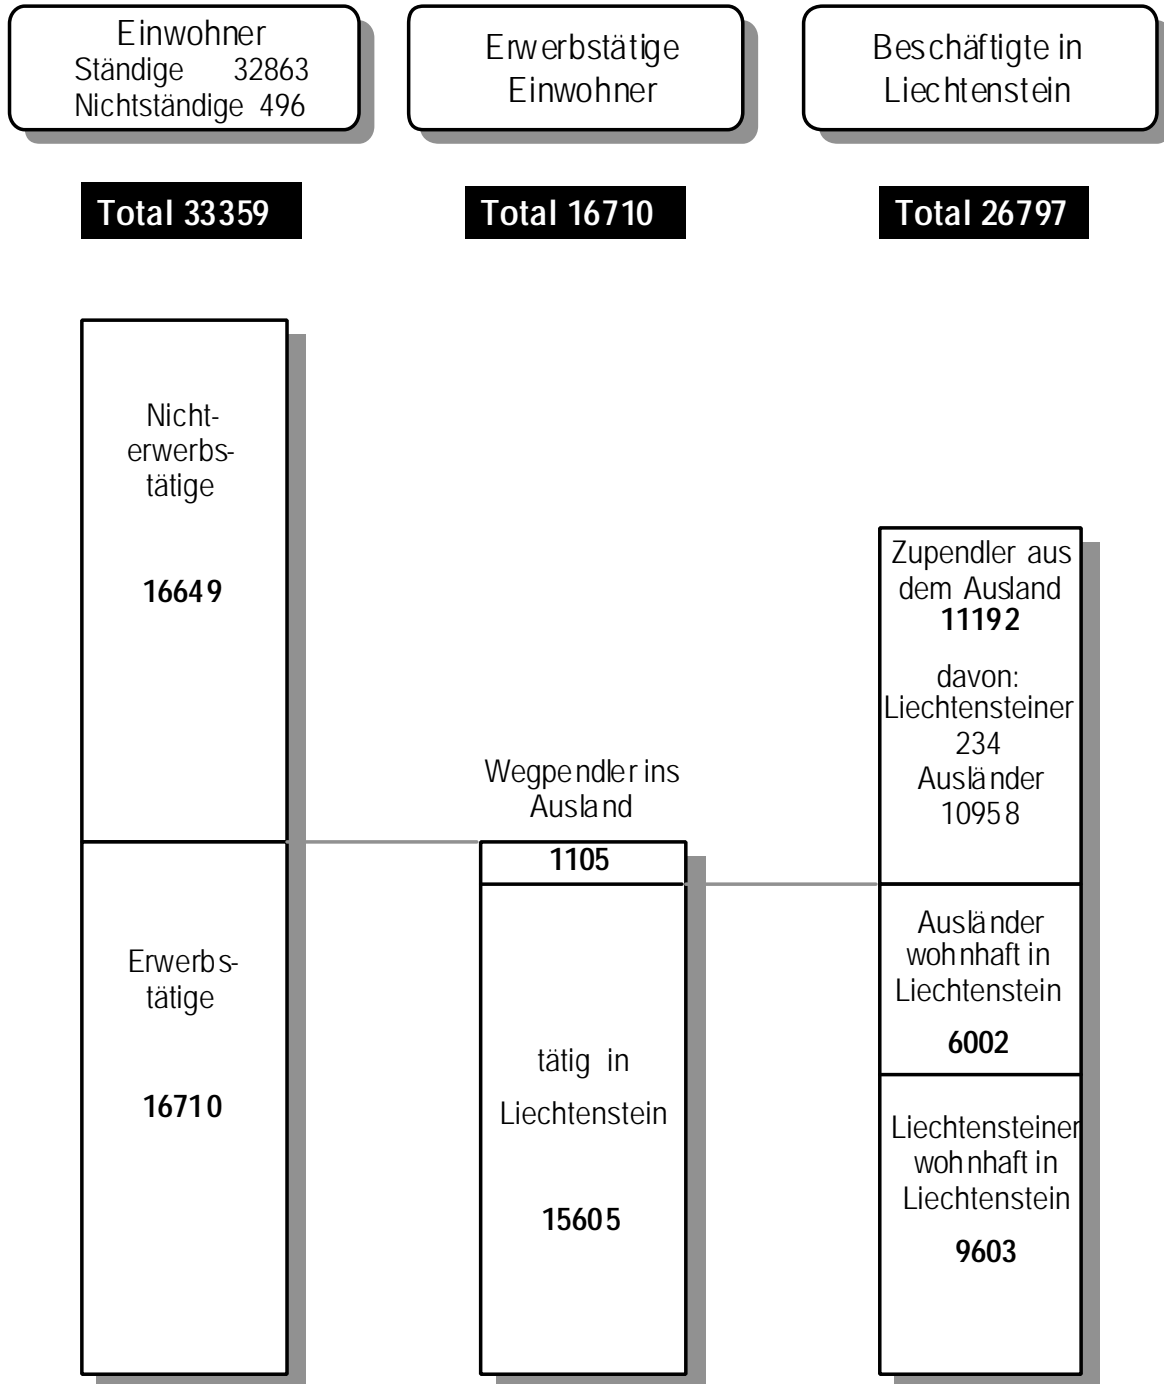 Einwohner
Ständige 32863
Nichtständige 496
Erwerbstätige
Einwohner
Beschäftigte in
Liechtenstein
Total 33359
Total 16710
Total 26797
Nicht-
erwerbs-
tätige
16649
Erwerbs-
tätige
16710
Wegpendler ins
Ausland
1105
tätig in
Liechtenstein
15605
Zupendler aus
dem Ausland
11192
davon:
Liechtensteiner
234
Ausländer
10958
Ausländer
wohnhaft in
Liechtenstein
6002
Liechtensteiner
wohnhaft in
Liechtenstein
9603